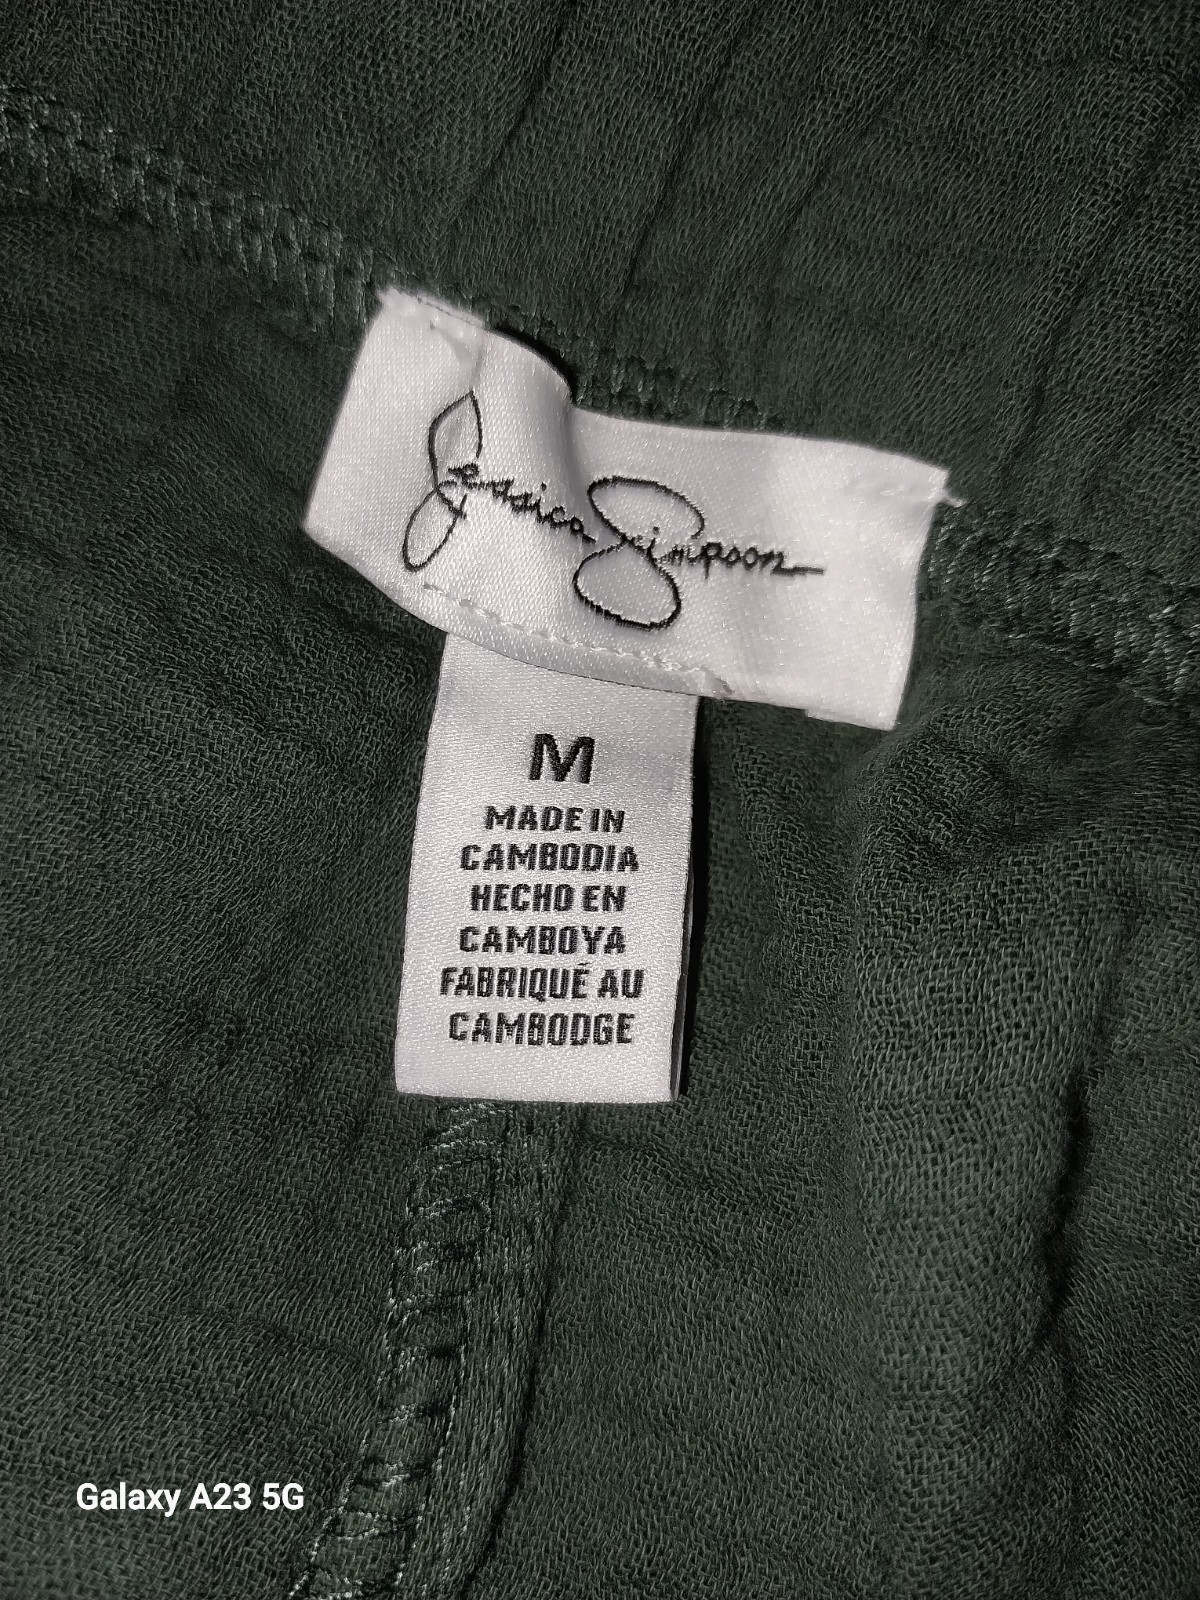 Jessica Simpson
M
MADE IN
CAMBODIA
HECHO EN
CAMBOYA
FABRIQUÉ AU
CAMBODGE
Galaxy A23 5G